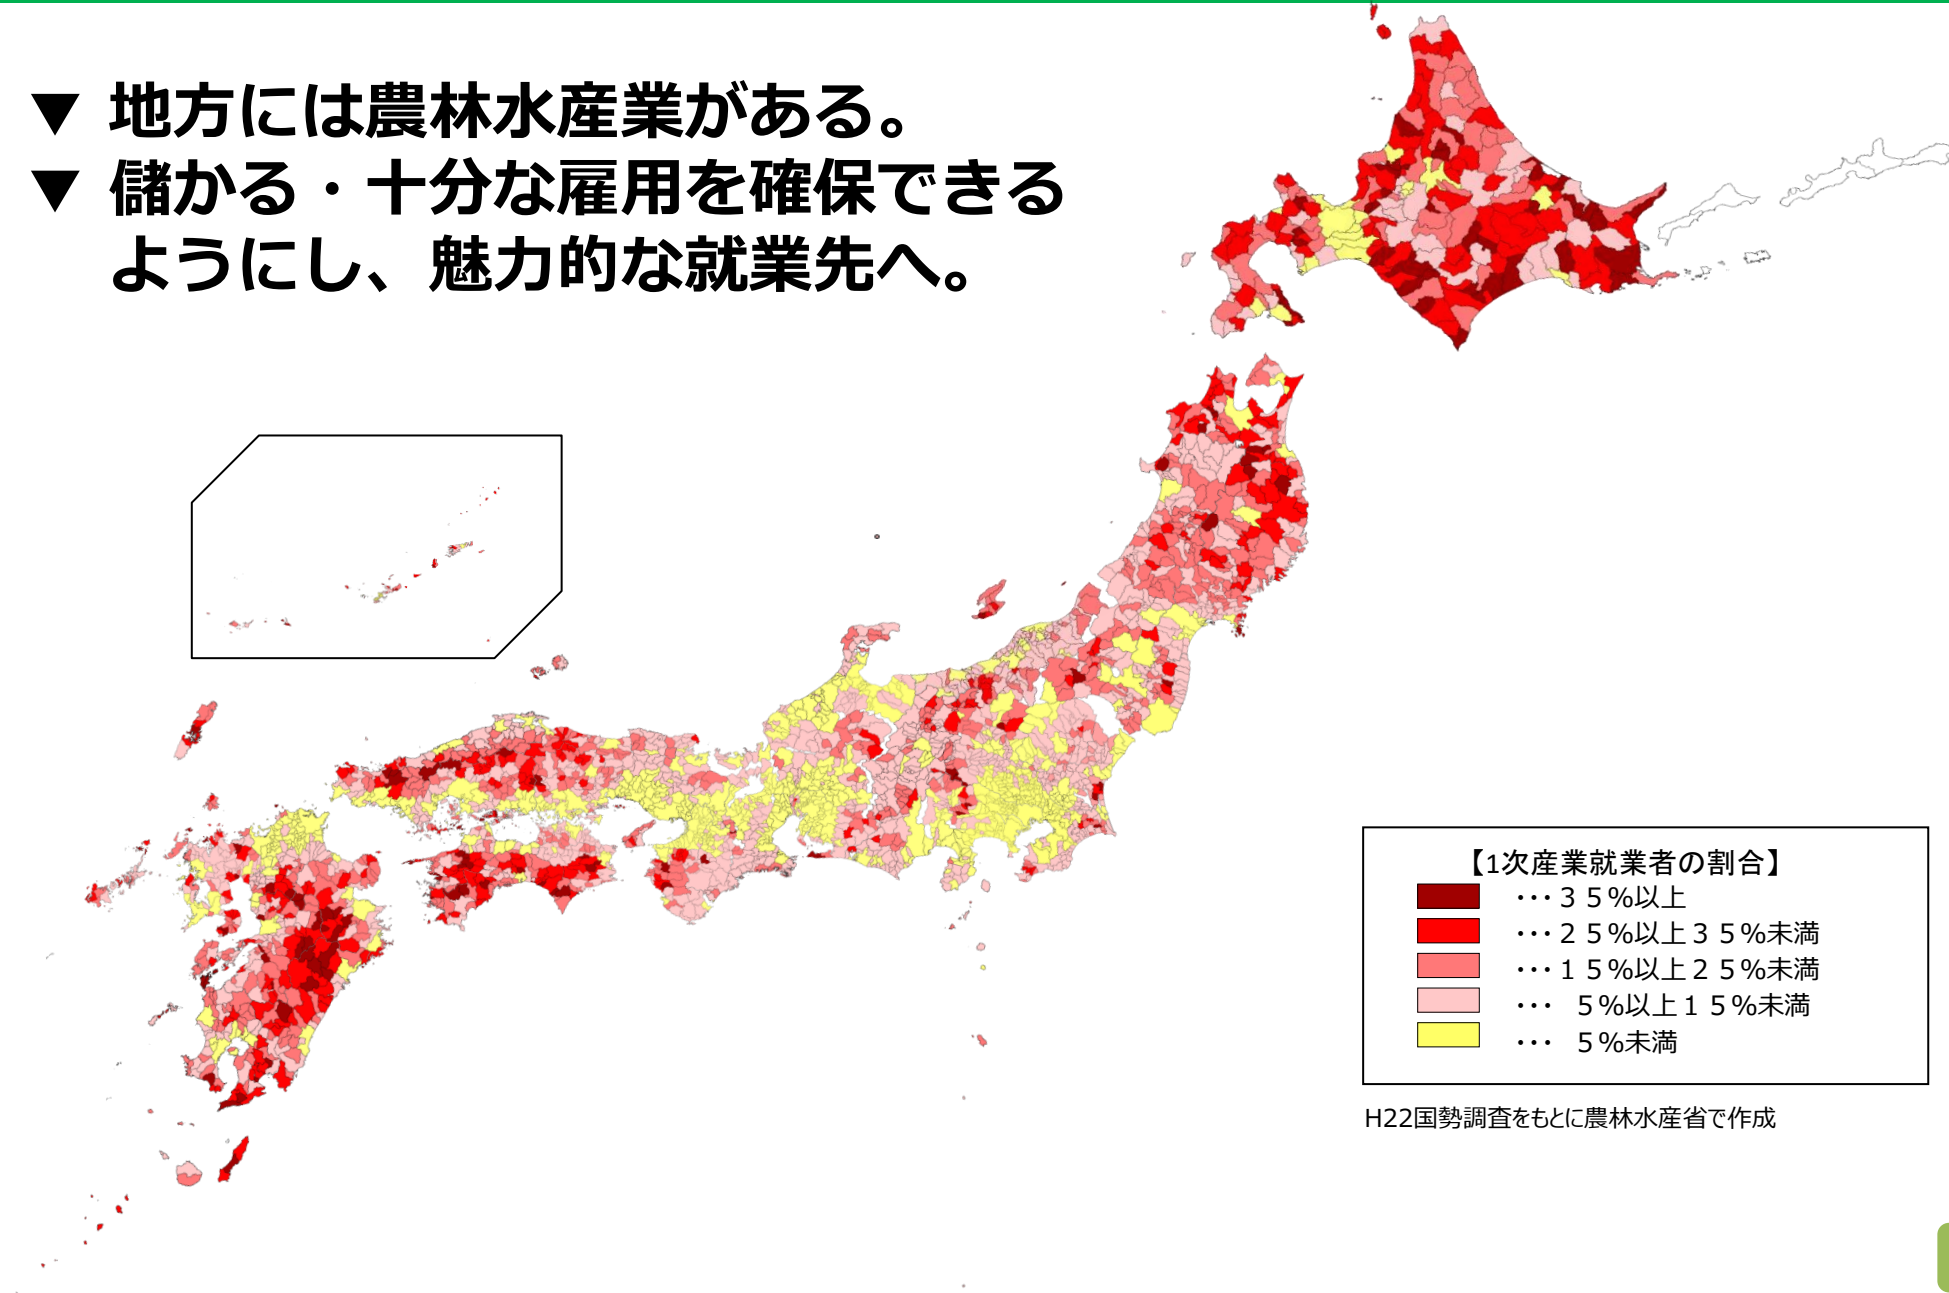 ▼ 地方には農林水産業がある。
▼ 儲かる・十分な雇用を確保できる
ようにし、魅力的な就業先へ。
【1次産業就業者の割合】
･･･３５%以上
･･･２５%以上３５%未満
･･･１５%以上２５%未満
･･･ ５%以上１５%未満
･･･ ５%未満
H22国勢調査をもとに農林水産省で作成